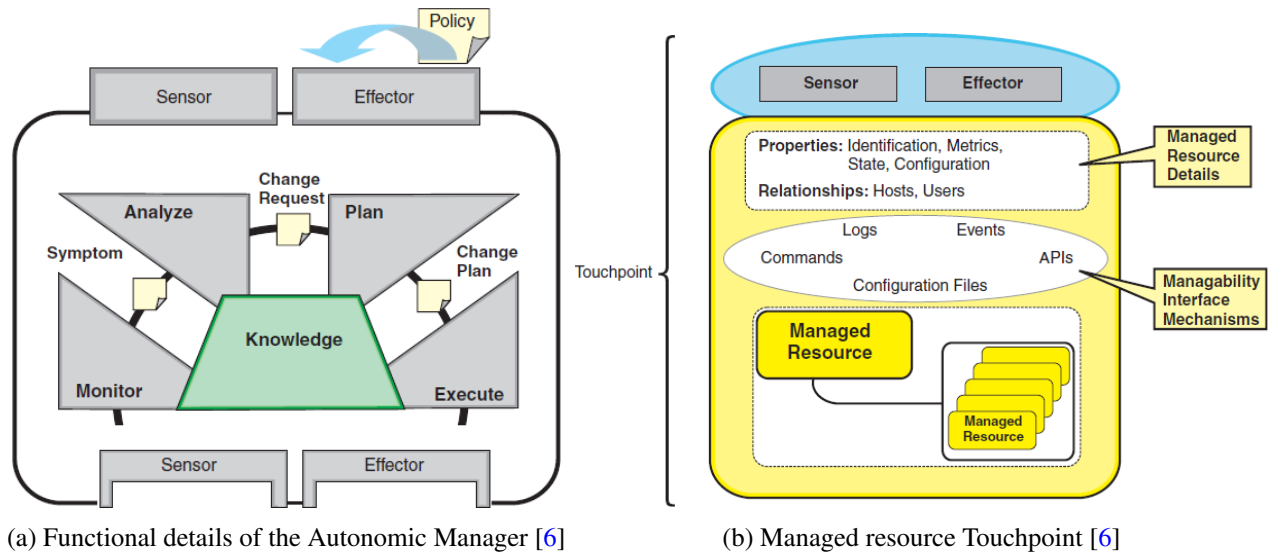 Policy
Sensor
Effector
Change
Request
Analyze
Plan
Symptom
Change
Plan
Knowledge
Monitor
Execute
Sensor
Effector
(a) Functional details of the Autonomic Manager [6]
Touchpoint
Sensor
Effector
Properties: Identification, Metrics,
State, Configuration
Relationships: Hosts, Users
Managed
Resource
Details
Logs
Events
Commands
APIs
Configuration Files
Managability
Interface
Mechanisms
Managed
Resource
Managed
Resource
(b) Managed resource Touchpoint [6]